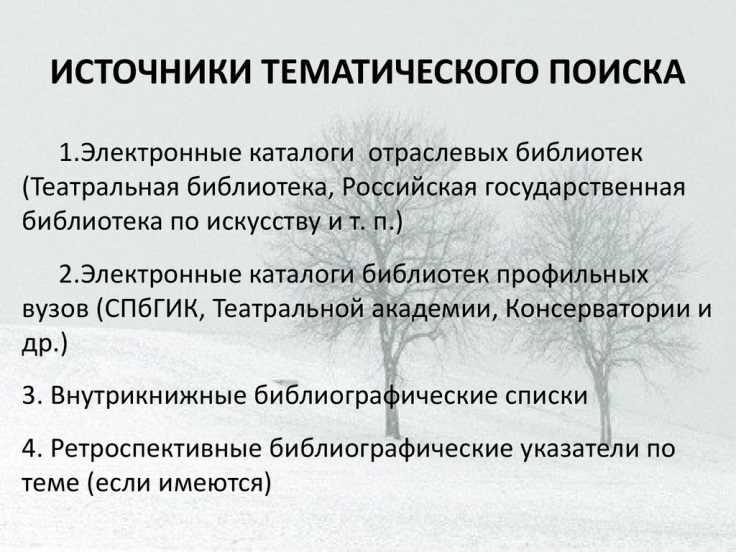 ИСТОЧНИКИ ТЕМАТИЧЕСКОГО ПОИСКА
1.Электронные каталоги  отраслевых библиотек
(Театральная библиотека, Российская государственная
библиотека по искусству и т. п.)
2.Электронные каталоги библиотек профильных
вузов (СПбГИК, Театральной академии, Консерватории и
др.)
3. Внутрикнижные библиографические списки
4. Ретроспективные библиографические указатели по
теме (если имеются)